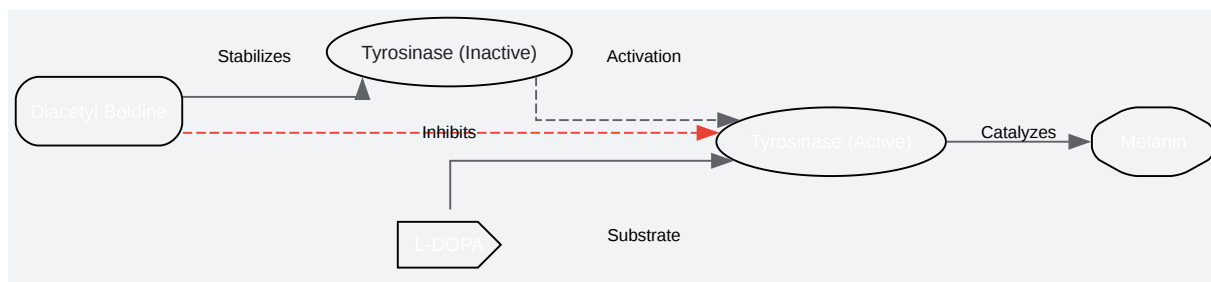 Stabilizes
Tyrosinase (Inactive)
Activation
Diacetyl Boldine
Inhibits
Tyrosinase (Active)
Catalyzes
Melanin
L-DOPA
Substrate